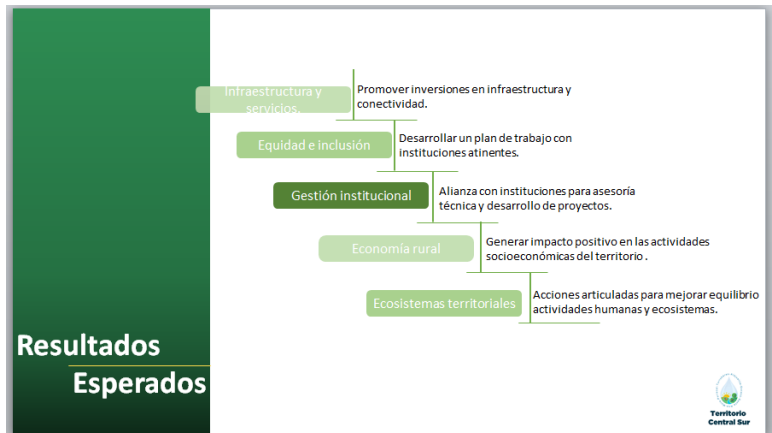 Infraestructura y
servicios.
Promover inversiones en infraestructura y
conectividad.
Equidad e inclusión
Desarrollar un plan de trabajo con
instituciones atinentes.
Gestión institucional
Alianza con instituciones para asesoría
técnica y desarrollo de proyectos.
Economía rural
Generar impacto positivo en las actividades
socioeconómicas del territorio .
Ecosistemas territoriales
Acciones articuladas para mejorar equilibrio
actividades humanas y ecosistemas.
Resultados
Esperados
Territorio
Central Sur